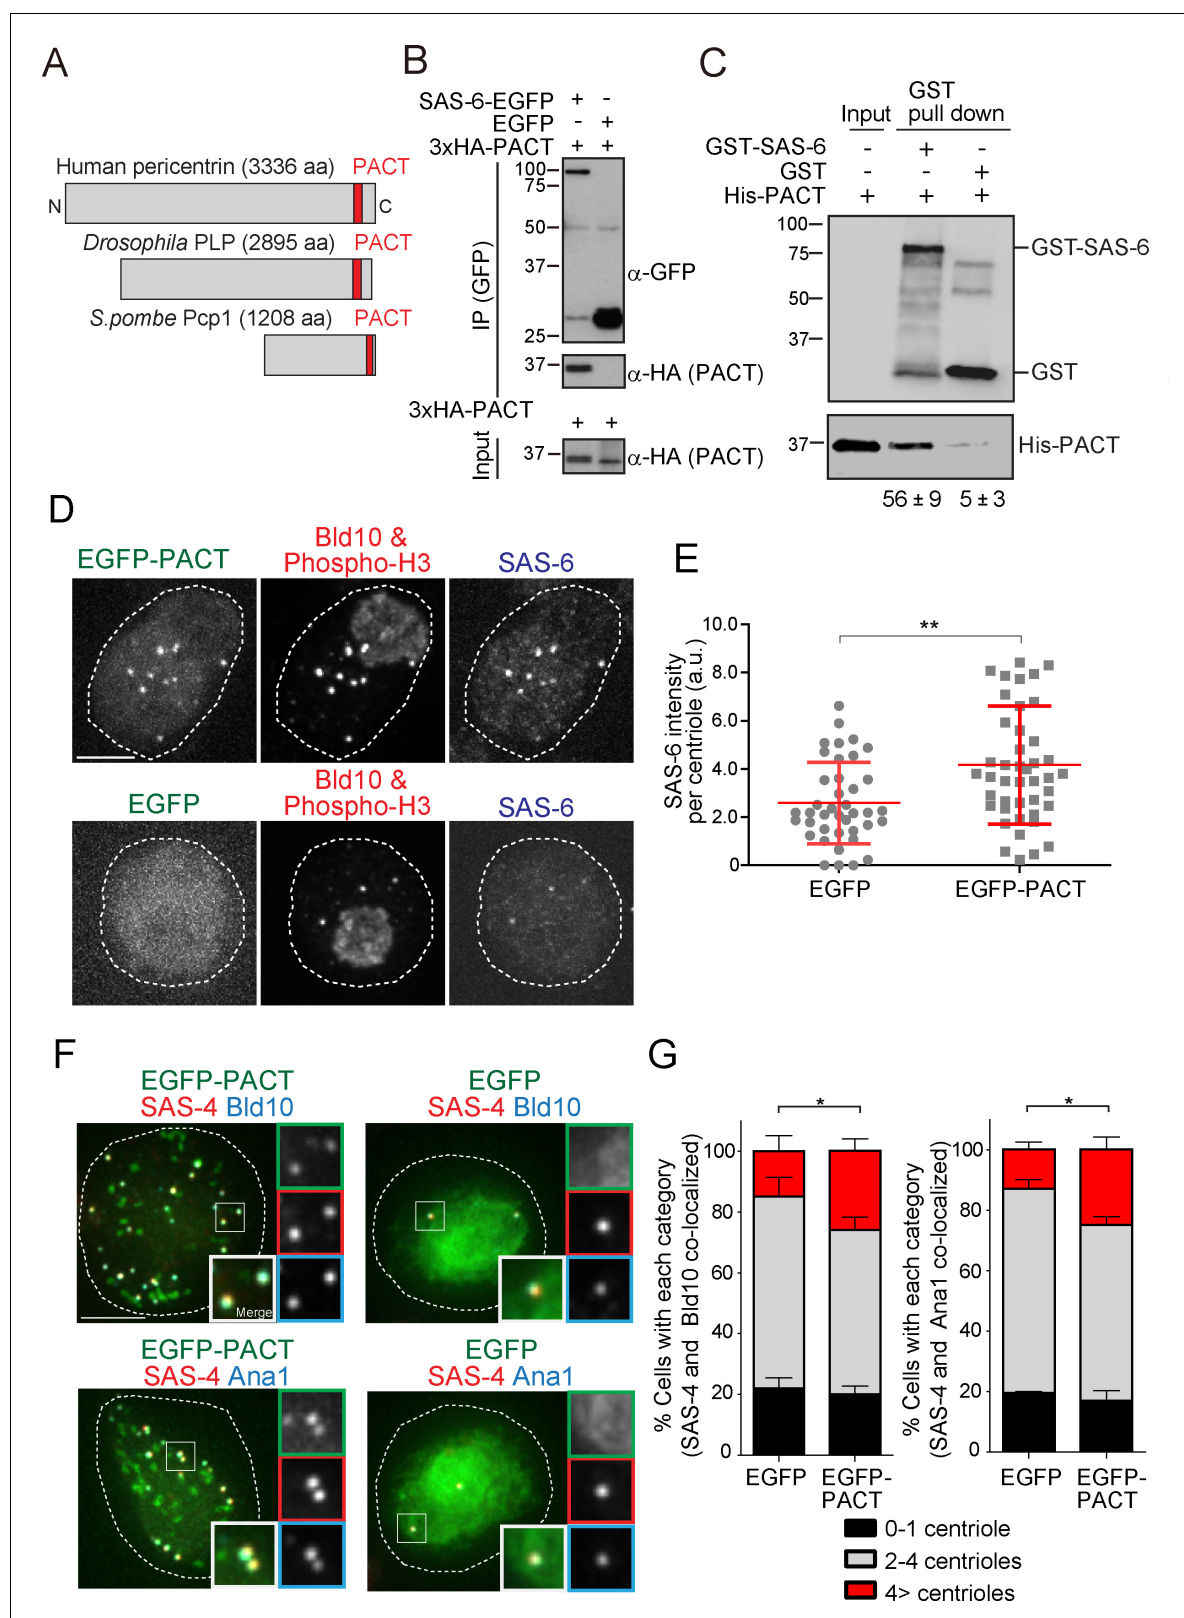 A
Human pericentrin (3336 aa) PACT
N
C
Drosophila PLP (2895 aa) PACT
S.pombe Pcp1 (1208 aa) PACT
B
SAS-6-EGFP + -
EGFP - +
3xHA-PACT + +
100
75
50
37
25
IP (GFP)
α-GFP
37
α-HA (PACT)
3xHA-PACT
+ +
Input
37
α-HA (PACT)
C
GST
Input pull down
GST-SAS-6 - + -
GST - - +
His-PACT + + +
100
75
50
37
GST-SAS-6
GST
37
His-PACT
56 ± 9 5 ± 3
D
EGFP-PACT
Bld10 &
Phospho-H3
SAS-6
EGFP
Bld10 &
Phospho-H3
SAS-6
E
SAS-6 intensity
per centriole (a.u.)
10.0
8.0
6.0
4.0
2.0
0
**
EGFP
EGFP-PACT
F
EGFP-PACT
SAS-4 Bld10
Merge
EGFP
SAS-4 Bld10
EGFP-PACT
SAS-4 Ana1
EGFP
SAS-4 Ana1
G
% Cells with each category
(SAS-4 and Bld10 co-localized)
100
80
60
40
20
0
*
EGFP
EGFP-
PACT
% Cells with each category
(SAS-4 and Ana1 co-localized)
100
80
60
40
20
0
*
EGFP
EGFP-
PACT
0-1 centriole
2-4 centrioles
4> centrioles